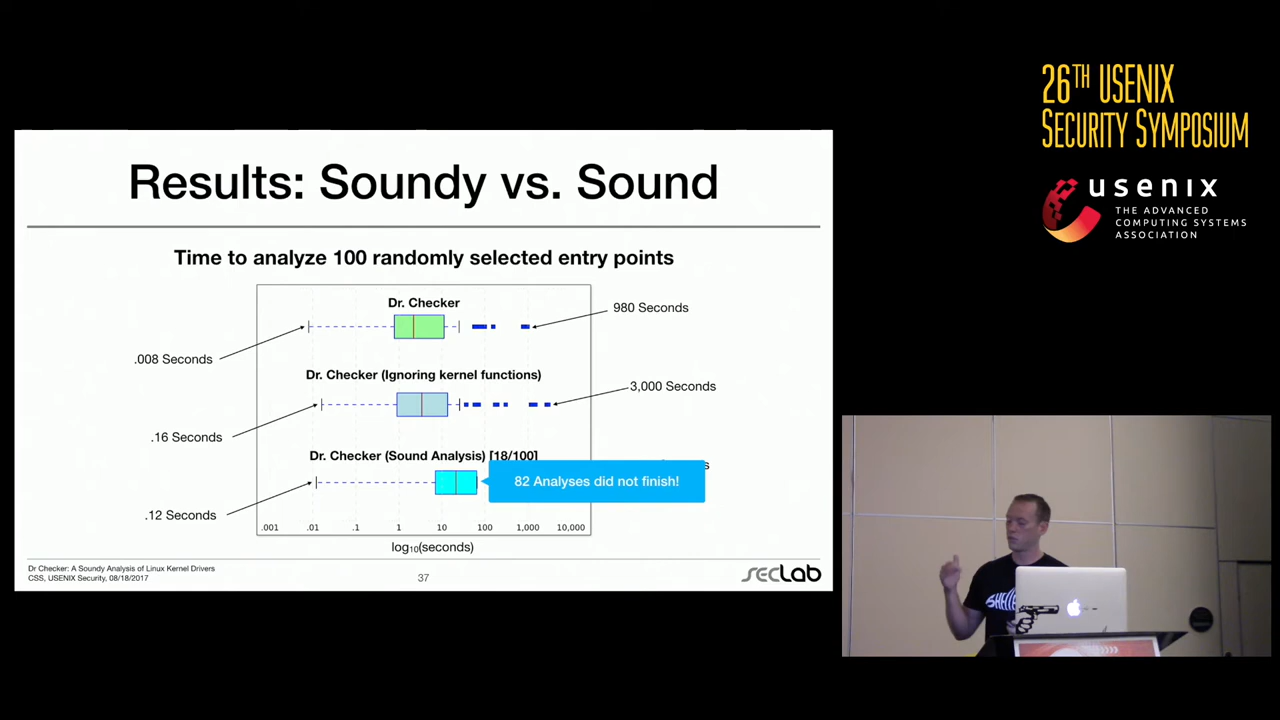 26TH USENIX
SECURITY SYMPOSIUM
usenix
THE ADVANCED
COMPUTING SYSTEMS
ASSOCIATION
Results: Soundy vs. Sound
Time to analyze 100 randomly selected entry points
Dr. Checker
980 Seconds
.008 Seconds
Dr. Checker (Ignoring kernel functions)
3,000 Seconds
.16 Seconds
Dr. Checker (Sound Analysis) [18/100]
82 Analyses did not finish!
.12 Seconds
.001 .01 .1 1 10 100 1,000 10,000
log₁₀(seconds)
Dr Checker: A Soundy Analysis of Linux Kernel Drivers
CSS, USENIX Security, 08/18/2017
37
secLab